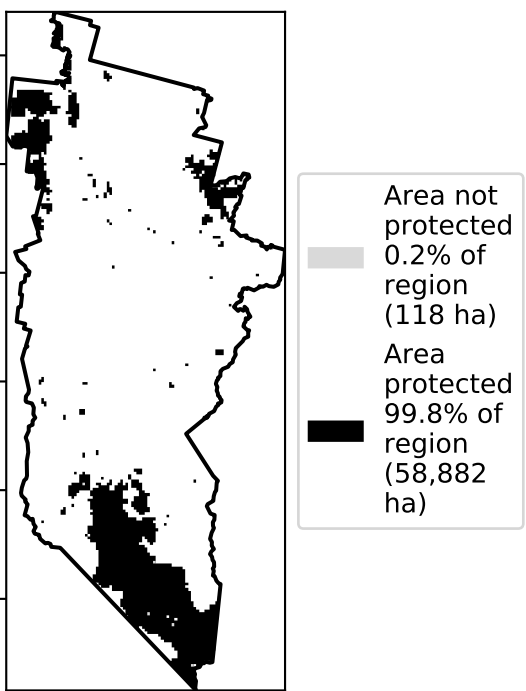 Area not
protected
0.2% of
region
(118 ha)
Area
protected
99.8% of
region
(58,882
ha)